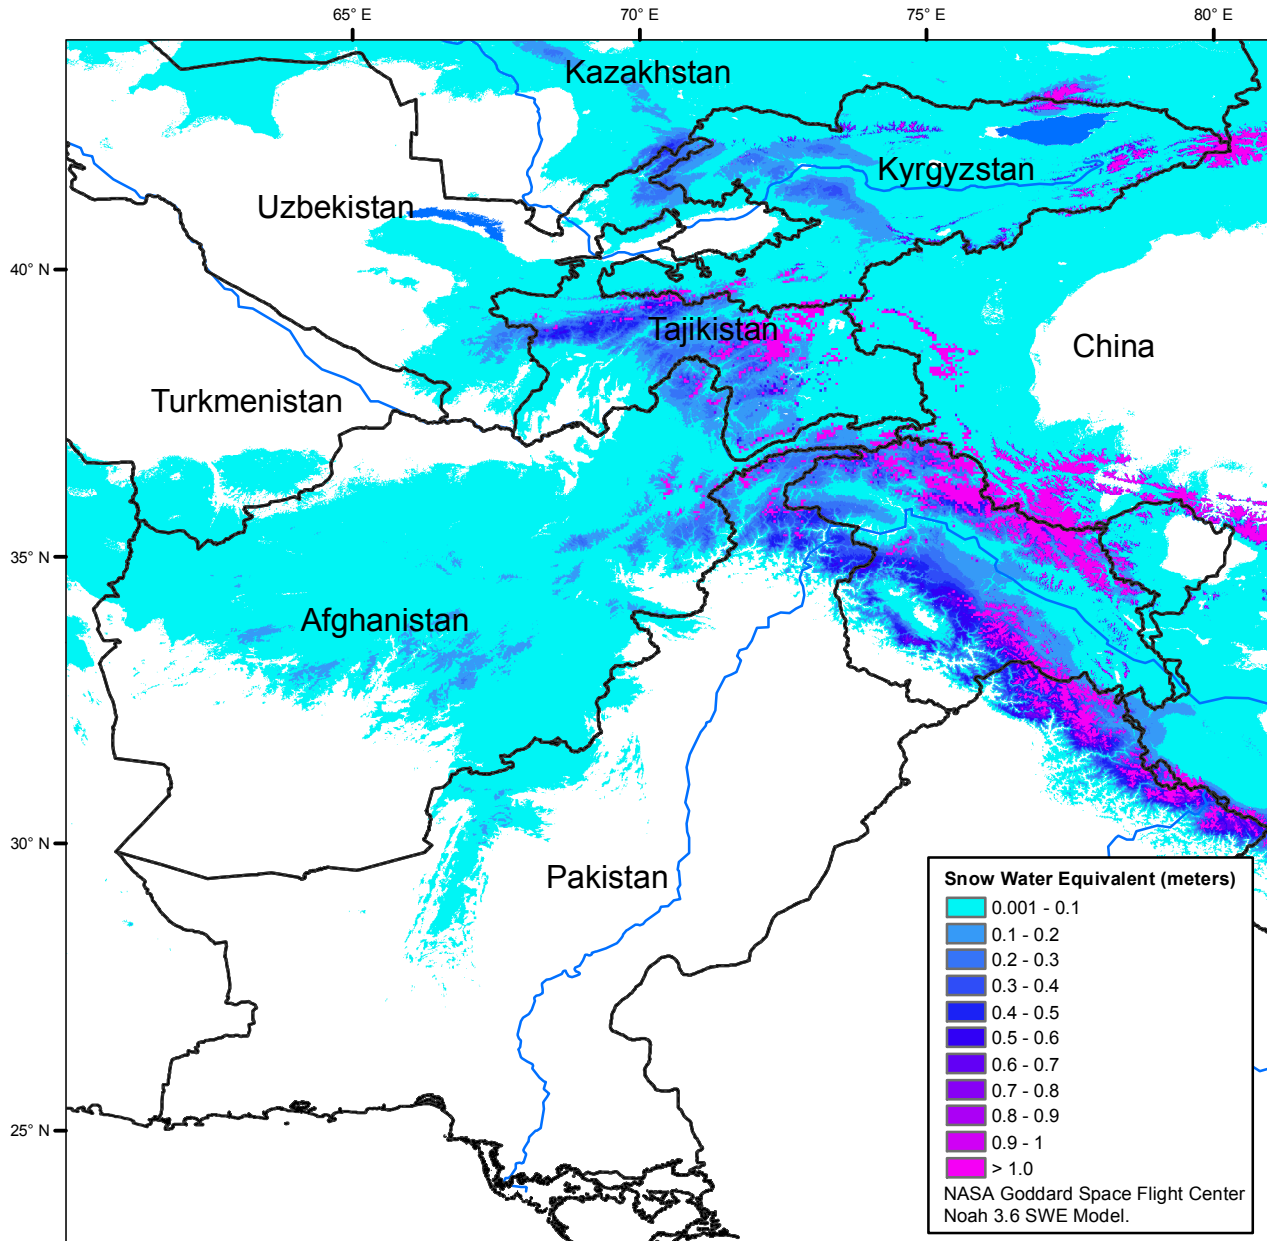 65° E
70° E
75° E
80° E
Kazakhstan
Kyrgyzstan
Uzbekistan
40° N
Tajikistan
China
Turkmenistan
35° N
Afghanistan
30° N
Pakistan
25° N
Snow Water Equivalent (meters)
0.001 - 0.1
0.1 - 0.2
0.2 - 0.3
0.3 - 0.4
0.4 - 0.5
0.5 - 0.6
0.6 - 0.7
0.7 - 0.8
0.8 - 0.9
0.9 - 1
> 1.0
NASA Goddard Space Flight Center
Noah 3.6 SWE Model.